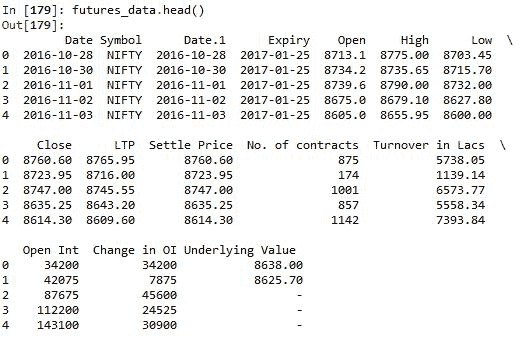 In [179]: futures_data.head()
Out[179]:
Date Symbol Date.1 Expiry Open High Low \
0 2016-10-28 NIFTY 2016-10-28 2017-01-25 8713.1 8775.00 8703.45
1 2016-10-30 NIFTY 2016-10-30 2017-01-25 8734.2 8735.65 8715.70
2 2016-11-01 NIFTY 2016-11-01 2017-01-25 8739.6 8790.00 8732.00
3 2016-11-02 NIFTY 2016-11-02 2017-01-25 8675.0 8679.10 8627.80
4 2016-11-03 NIFTY 2016-11-03 2017-01-25 8605.0 8655.95 8600.00
Close LTP Settle Price No. of contracts Turnover in Lacs \
0 8760.60 8765.95 8760.60 875 5738.05
1 8723.95 8716.00 8723.95 174 1139.14
2 8747.00 8745.55 8747.00 1001 6573.77
3 8635.25 8643.20 8635.25 857 5558.34
4 8614.30 8609.60 8614.30 1142 7393.84
Open Int Change in OI Underlying Value
0 34200 34200 8638.00
1 42075 7875 8625.70
2 87675 45600 -
3 112200 24525 -
4 143100 30900 -